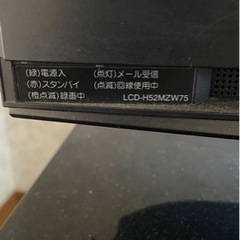 (緑)電源入 (点灯)メール受信
(赤)スタンバイ (点滅)回線使用中
(橙点滅)録画中 LCD-H52MZW75